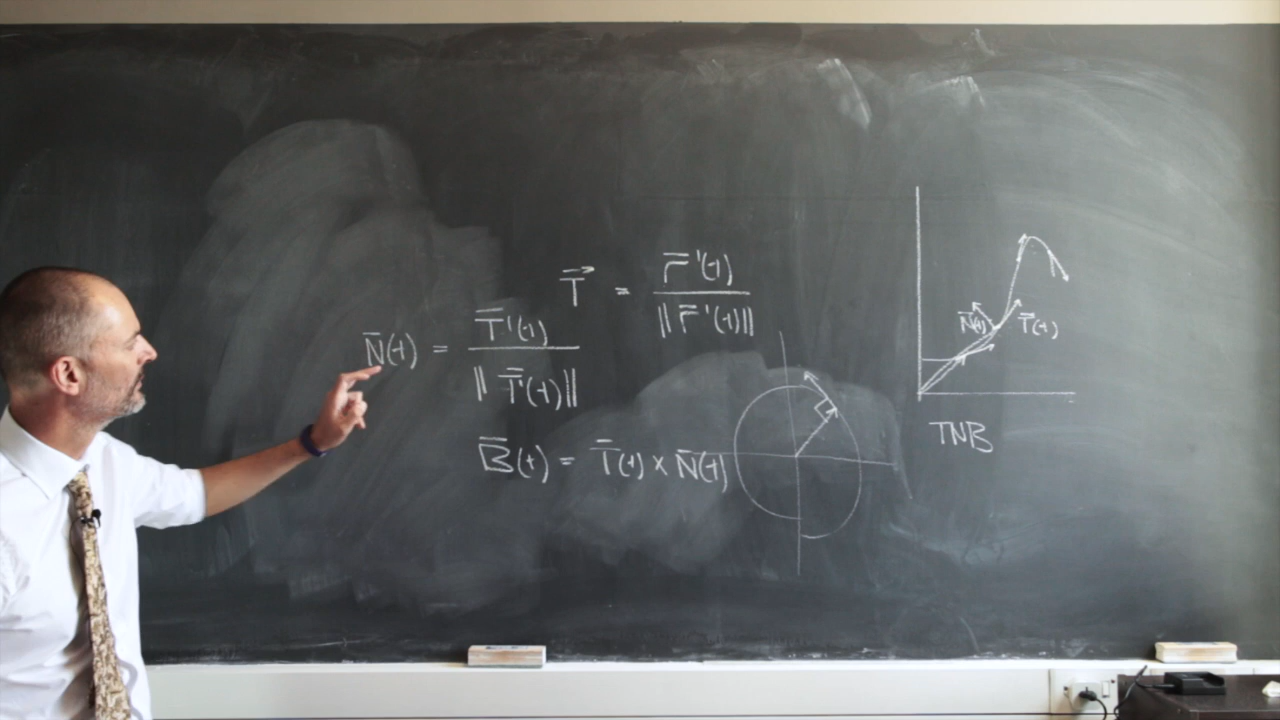 T⃗ = r̄'(t) / ‖r̄'(t)‖
N̄(t) = T̄'(t) / ‖T̄'(t)‖
B̄(t) = T̄(t) × N̄(t)
N̄(t) T̄(t)
TNB